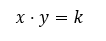 x · y = k